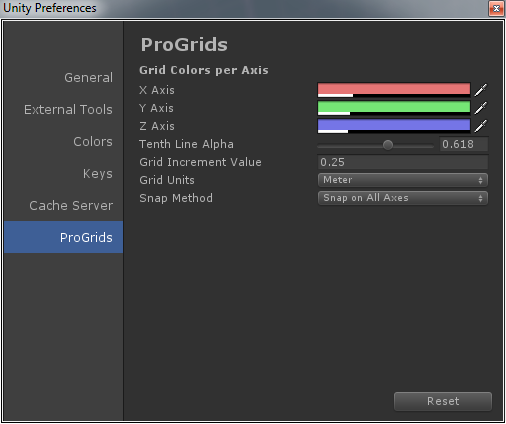 Unity Preferences
General
External Tools
Colors
Keys
Cache Server
ProGrids
ProGrids
Grid Colors per Axis
X Axis
Y Axis
Z Axis
Tenth Line Alpha 0.618
Grid Increment Value 0.25
Grid Units Meter
Snap Method Snap on All Axes
Reset